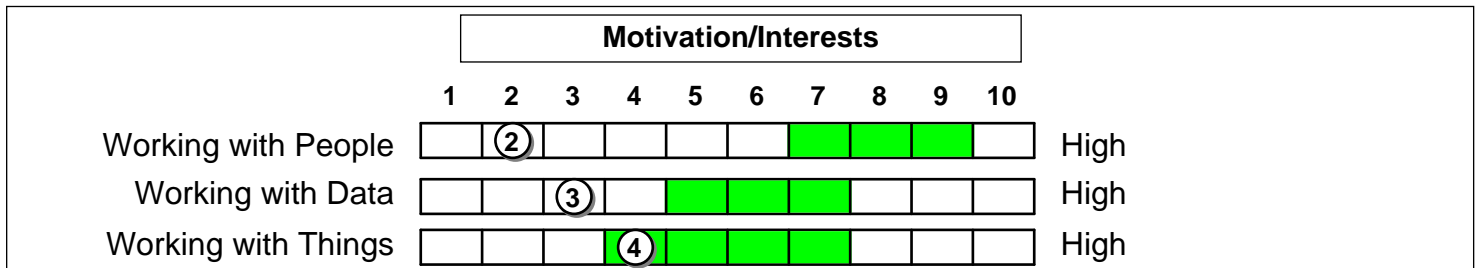 Motivation/Interests
1 2 3 4 5 6 7 8 9 10
Working with People 2 High
Working with Data 3 High
Working with Things 4 High